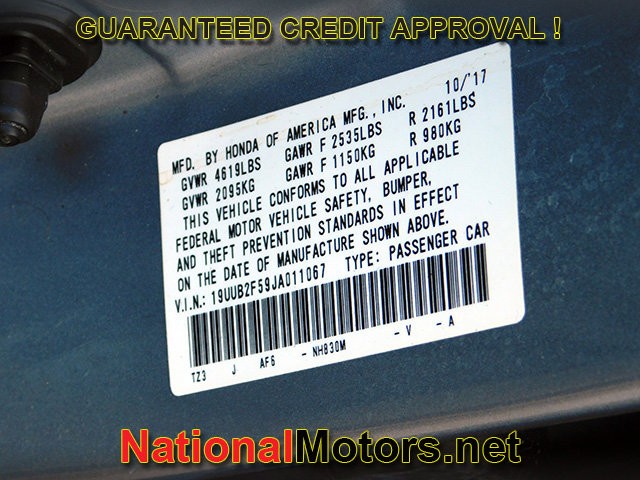 GUARANTEED CREDIT APPROVAL !
MFD. BY HONDA OF AMERICA MFG., INC. 10/'17
GVWR 4619LBS GAWR F 2535LBS R 2161LBS
GVWR 2095KG GAWR F 1150KG R 980KG
THIS VEHICLE CONFORMS TO ALL APPLICABLE
FEDERAL MOTOR VEHICLE SAFETY, BUMPER,
AND THEFT PREVENTION STANDARDS IN EFFECT
ON THE DATE OF MANUFACTURE SHOWN ABOVE.
V.I.N.: 19UUB2F59JA011067 TYPE: PASSENGER CAR
TZ3 J AF6 - NH830M - V - A
NationalMotors.net